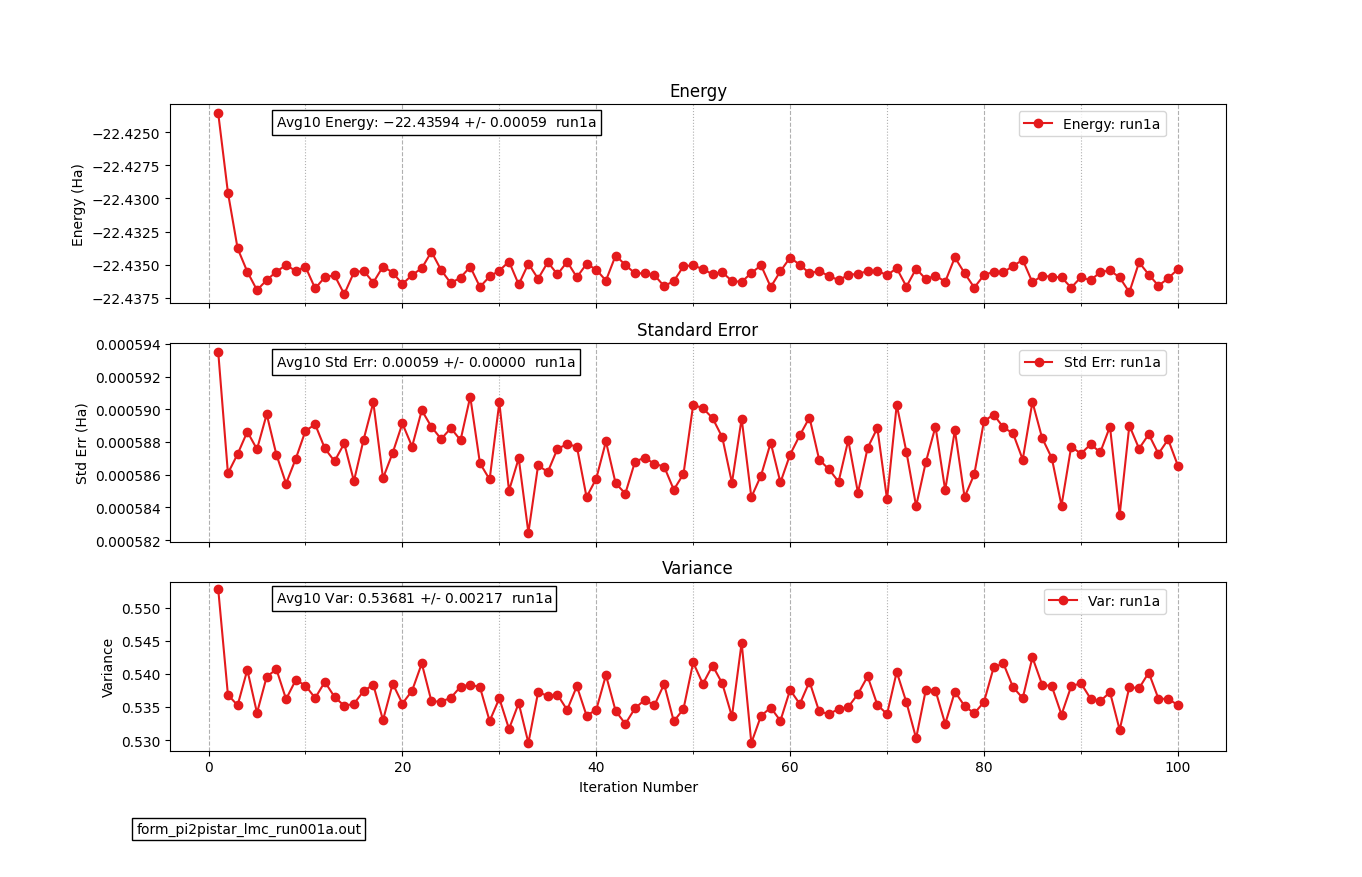 Energy
Avg10 Energy: −22.43594 +/- 0.00059 run1a
Energy: run1a
Energy (Ha)
−22.4250
−22.4275
−22.4300
−22.4325
−22.4350
−22.4375
Standard Error
Avg10 Std Err: 0.00059 +/- 0.00000 run1a
Std Err: run1a
Std Err (Ha)
0.000594
0.000592
0.000590
0.000588
0.000586
0.000584
0.000582
Variance
Avg10 Var: 0.53681 +/- 0.00217 run1a
Var: run1a
Variance
0.550
0.545
0.540
0.535
0.530
0 20 40 60 80 100
Iteration Number
form_pi2pistar_lmc_run001a.out